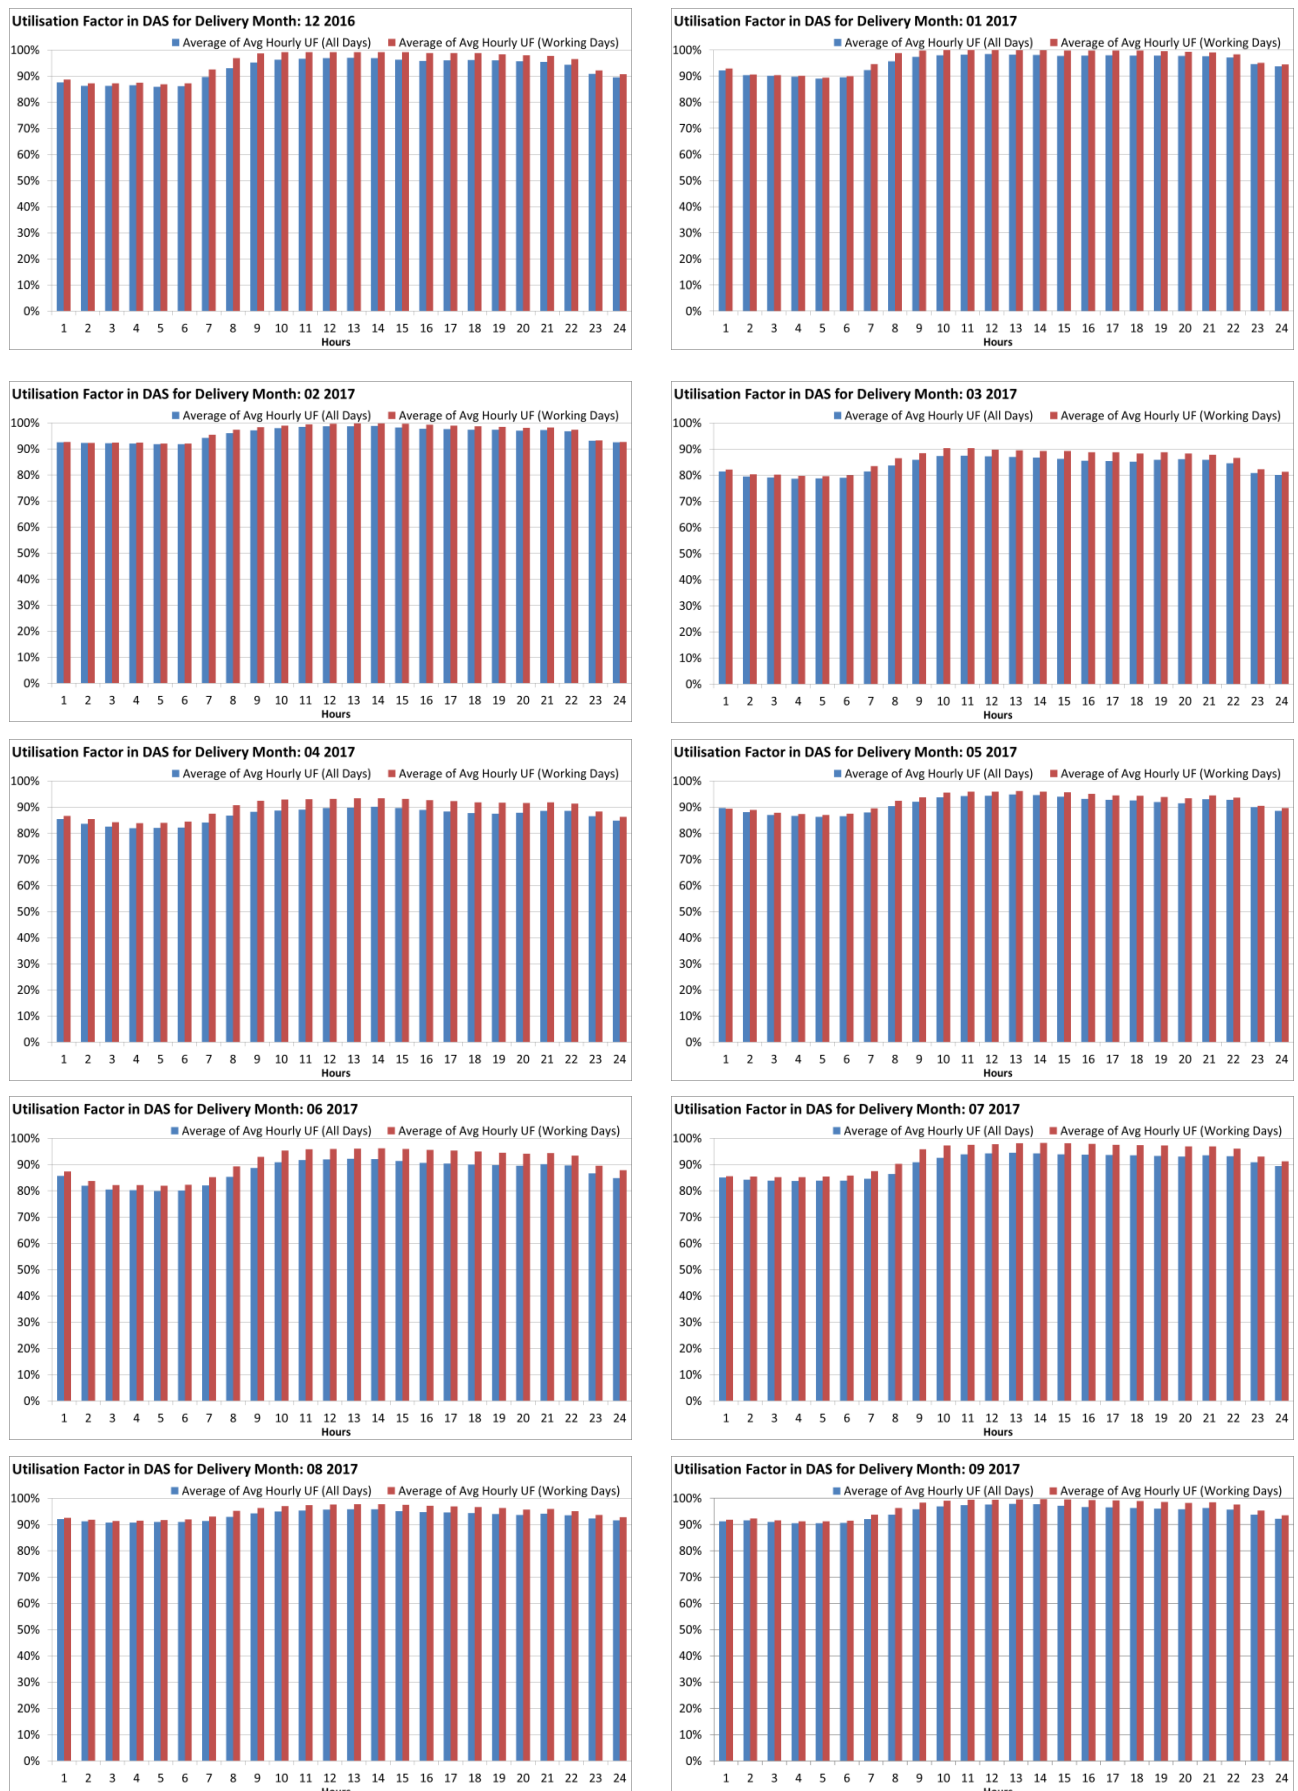 Utilisation Factor in DAS for Delivery Month: 12 2016
Average of Avg Hourly UF (All Days) Average of Avg Hourly UF (Working Days)
100%
90%
80%
70%
60%
50%
40%
30%
20%
10%
0%
1 2 3 4 5 6 7 8 9 10 11 12 13 14 15 16 17 18 19 20 21 22 23 24
Hours
Utilisation Factor in DAS for Delivery Month: 01 2017
Average of Avg Hourly UF (All Days) Average of Avg Hourly UF (Working Days)
100%
90%
80%
70%
60%
50%
40%
30%
20%
10%
0%
1 2 3 4 5 6 7 8 9 10 11 12 13 14 15 16 17 18 19 20 21 22 23 24
Hours
Utilisation Factor in DAS for Delivery Month: 02 2017
Average of Avg Hourly UF (All Days) Average of Avg Hourly UF (Working Days)
100%
90%
80%
70%
60%
50%
40%
30%
20%
10%
0%
1 2 3 4 5 6 7 8 9 10 11 12 13 14 15 16 17 18 19 20 21 22 23 24
Hours
Utilisation Factor in DAS for Delivery Month: 03 2017
Average of Avg Hourly UF (All Days) Average of Avg Hourly UF (Working Days)
100%
90%
80%
70%
60%
50%
40%
30%
20%
10%
0%
1 2 3 4 5 6 7 8 9 10 11 12 13 14 15 16 17 18 19 20 21 22 23 24
Hours
Utilisation Factor in DAS for Delivery Month: 04 2017
Average of Avg Hourly UF (All Days) Average of Avg Hourly UF (Working Days)
100%
90%
80%
70%
60%
50%
40%
30%
20%
10%
0%
1 2 3 4 5 6 7 8 9 10 11 12 13 14 15 16 17 18 19 20 21 22 23 24
Hours
Utilisation Factor in DAS for Delivery Month: 05 2017
Average of Avg Hourly UF (All Days) Average of Avg Hourly UF (Working Days)
100%
90%
80%
70%
60%
50%
40%
30%
20%
10%
0%
1 2 3 4 5 6 7 8 9 10 11 12 13 14 15 16 17 18 19 20 21 22 23 24
Hours
Utilisation Factor in DAS for Delivery Month: 06 2017
Average of Avg Hourly UF (All Days) Average of Avg Hourly UF (Working Days)
100%
90%
80%
70%
60%
50%
40%
30%
20%
10%
0%
1 2 3 4 5 6 7 8 9 10 11 12 13 14 15 16 17 18 19 20 21 22 23 24
Hours
Utilisation Factor in DAS for Delivery Month: 07 2017
Average of Avg Hourly UF (All Days) Average of Avg Hourly UF (Working Days)
100%
90%
80%
70%
60%
50%
40%
30%
20%
10%
0%
1 2 3 4 5 6 7 8 9 10 11 12 13 14 15 16 17 18 19 20 21 22 23 24
Hours
Utilisation Factor in DAS for Delivery Month: 08 2017
Average of Avg Hourly UF (All Days) Average of Avg Hourly UF (Working Days)
100%
90%
80%
70%
60%
50%
40%
30%
20%
10%
0%
1 2 3 4 5 6 7 8 9 10 11 12 13 14 15 16 17 18 19 20 21 22 23 24
Hours
Utilisation Factor in DAS for Delivery Month: 09 2017
Average of Avg Hourly UF (All Days) Average of Avg Hourly UF (Working Days)
100%
90%
80%
70%
60%
50%
40%
30%
20%
10%
0%
1 2 3 4 5 6 7 8 9 10 11 12 13 14 15 16 17 18 19 20 21 22 23 24
Hours